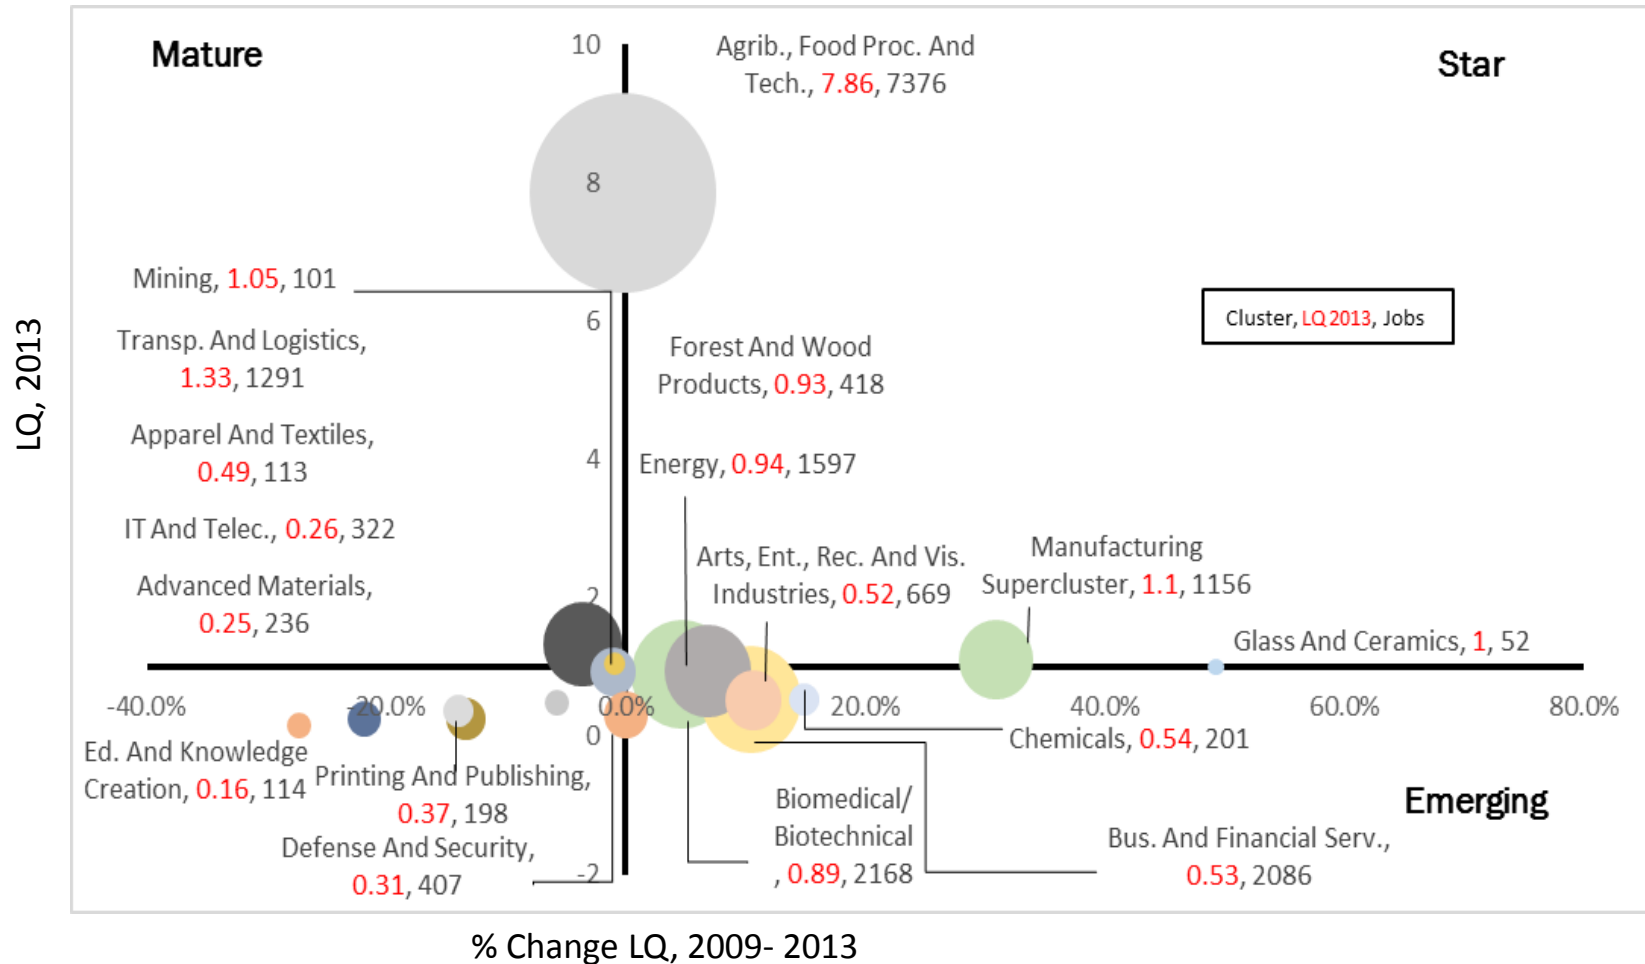 Mature
10
Agrib., Food Proc. And
Tech., 7.86, 7376
Star
8
Mining, 1.05, 101
6
Cluster, LQ 2013, Jobs
Transp. And Logistics,
1.33, 1291
Forest And Wood
Products, 0.93, 418
LQ, 2013
Apparel And Textiles,
0.49, 113
4
Energy, 0.94, 1597
IT And Telec., 0.26, 322
Arts, Ent., Rec. And Vis.
Industries, 0.52, 669
Manufacturing
Supercluster, 1.1, 1156
Advanced Materials,
0.25, 236
2
Glass And Ceramics, 1, 52
-40.0%
-20.0%
0.0%
20.0%
40.0%
60.0%
80.0%
0
Chemicals, 0.54, 201
Ed. And Knowledge
Creation, 0.16, 114
Printing And Publishing,
0.37, 198
Biomedical/
Biotechnical
, 0.89, 2168
Emerging
Defense And Security,
0.31, 407
-2
Bus. And Financial Serv.,
0.53, 2086
% Change LQ, 2009- 2013